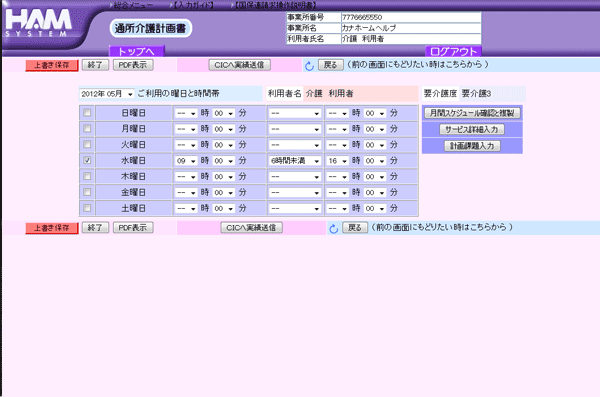 総合メニュー 【入力ガイド】 【国保連請求操作説明書】
HAM
SYSTEM
通所介護計画書
事業所番号 7776665550
事業所名 カナホームヘルプ
利用者氏名 介護 利用者
トップへ ログアウト
上書き保存 終了 PDF表示 CICへ実績送信 戻る (前の画面にもどりたい時はこちらから)
2012年05月 ご利用の曜日と時間帯 利用者名 介護 利用者 要介護度 要介護3
日曜日 -- 時 00 分 -- -- 時 00 分 月間スケジュール確認と複製
月曜日 -- 時 00 分 -- -- 時 00 分 サービス詳細入力
火曜日 -- 時 00 分 -- -- 時 00 分 計画課題入力
水曜日 09 時 00 分 6時間未満 16 時 00 分
木曜日 -- 時 00 分 -- -- 時 00 分
金曜日 -- 時 00 分 -- -- 時 00 分
土曜日 -- 時 00 分 -- -- 時 00 分
上書き保存 終了 PDF表示 CICへ実績送信 戻る (前の画面にもどりたい時はこちらから)